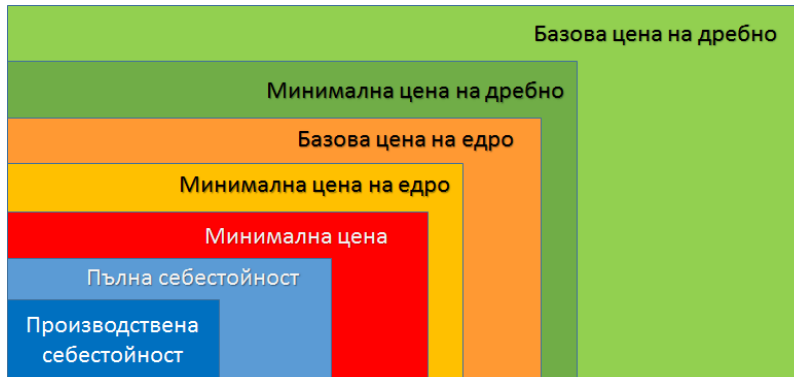 Базова цена на дребно
Минимална цена на дребно
Базова цена на едро
Минимална цена на едро
Минимална цена
Пълна себестойност
Производствена
себестойност